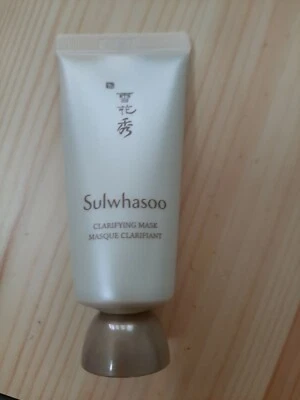 雪花秀
Sulwhasoo
CLARIFYING MASK
MASQUE CLARIFIANT